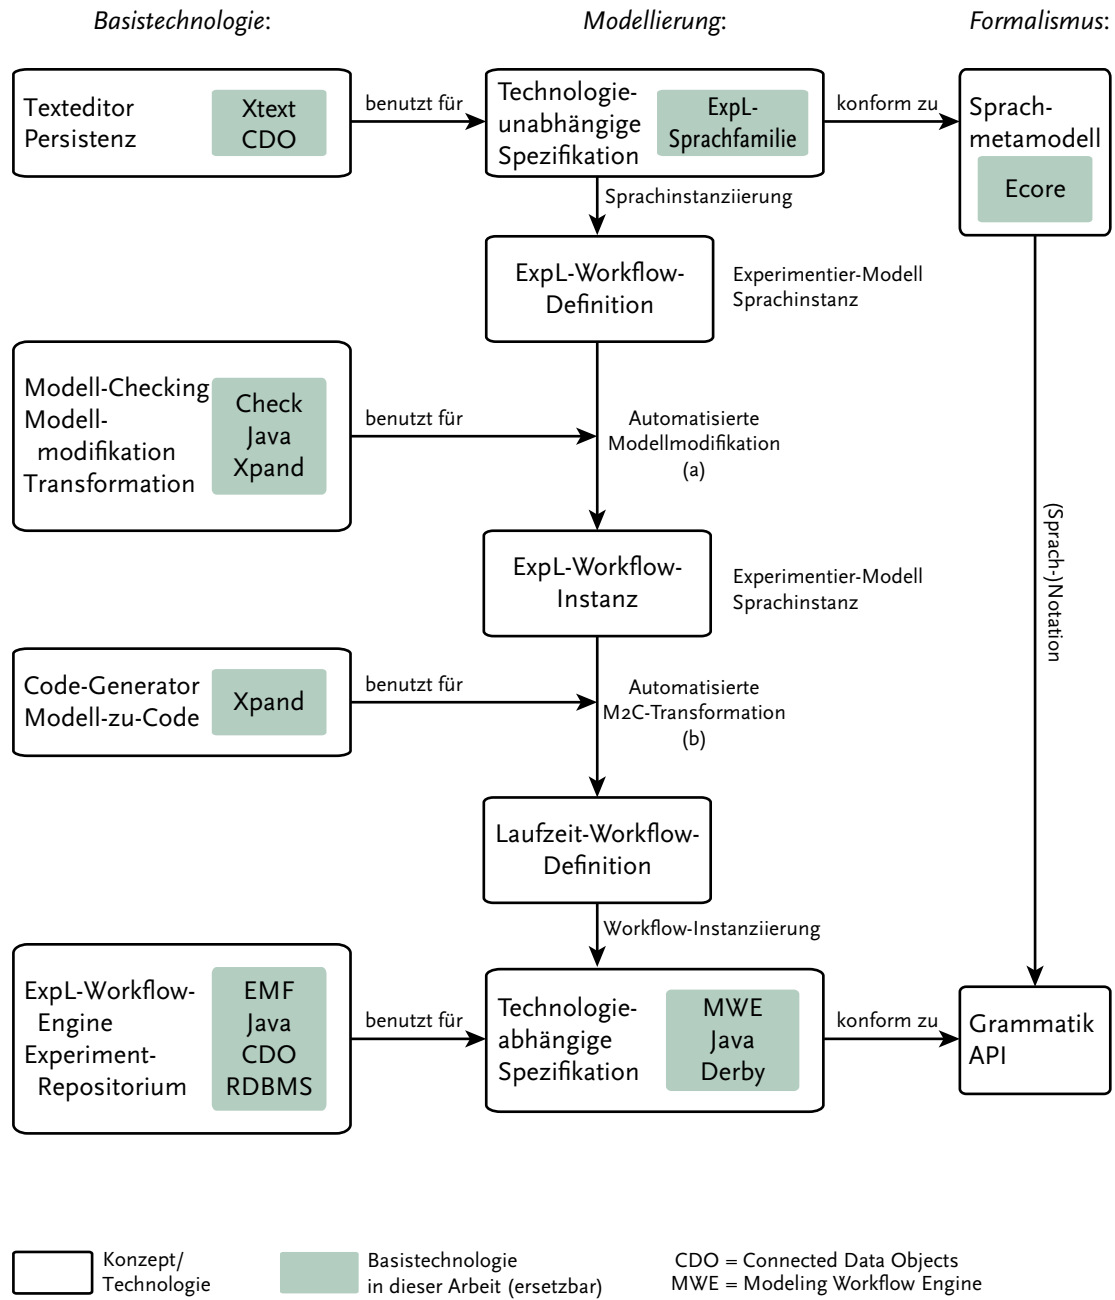 Basistechnologie:
Modellierung:
Formalismus:
Texteditor
Persistenz
Xtext
CDO
benutzt für
Technologie-
unabhängige
Spezifikation
ExpL-
Sprachfamilie
konform zu
Sprach-
metamodell
Ecore
Sprachinstanziierung
ExpL-Workflow-
Definition
Experimentier-Modell
Sprachinstanz
Modell-Checking
Modell-
modifikation
Transformation
Check
Java
Xpand
benutzt für
Automatisierte
Modellmodifikation
(a)
(Sprach-)Notation
ExpL-Workflow-
Instanz
Experimentier-Modell
Sprachinstanz
Code-Generator
Modell-zu-Code
Xpand
benutzt für
Automatisierte
M2C-Transformation
(b)
Laufzeit-Workflow-
Definition
Workflow-Instanziierung
ExpL-Workflow-
Engine
Experiment-
Repositorium
EMF
Java
CDO
RDBMS
benutzt für
Technologie-
abhängige
Spezifikation
MWE
Java
Derby
konform zu
Grammatik
API
Konzept/
Technologie
Basistechnologie
in dieser Arbeit (ersetzbar)
CDO = Connected Data Objects
MWE = Modeling Workflow Engine